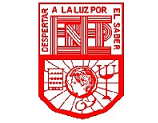 DESPERTAR
A LA LUZ POR
EL SABER
ENP